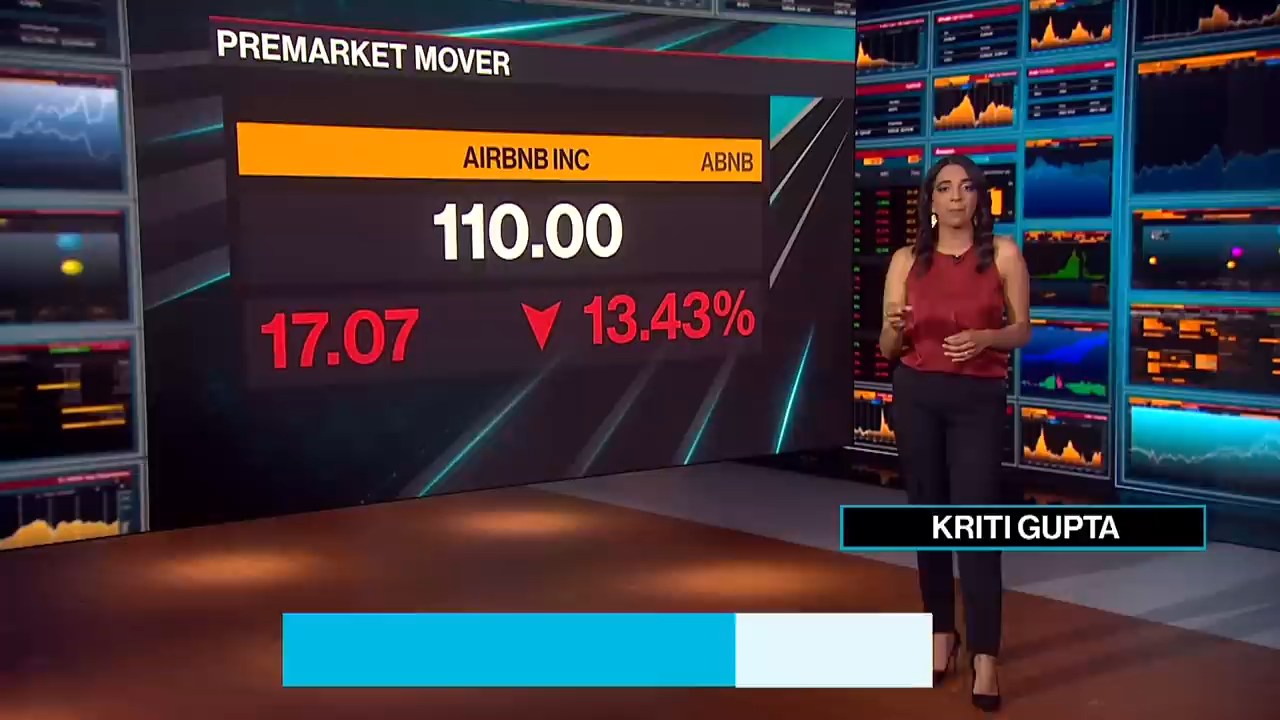 PREMARKET MOVER
AIRBNB INC ABNB
110.00
17.07 13.43%
KRITI GUPTA